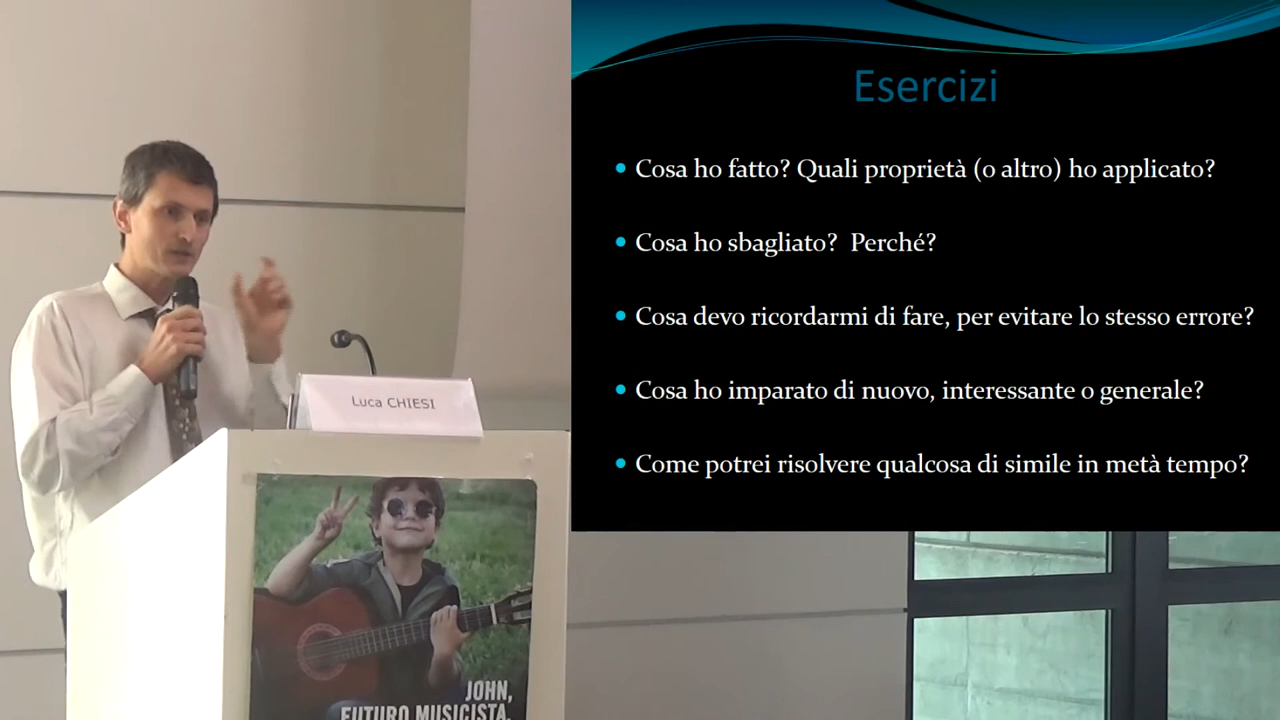 Esercizi
Cosa ho fatto? Quali proprietà (o altro) ho applicato?
Cosa ho sbagliato? Perché?
Cosa devo ricordarmi di fare, per evitare lo stesso errore?
Cosa ho imparato di nuovo, interessante o generale?
Come potrei risolvere qualcosa di simile in metà tempo?
Luca CHIESI
JOHN,
FUTURO MUSICISTA.